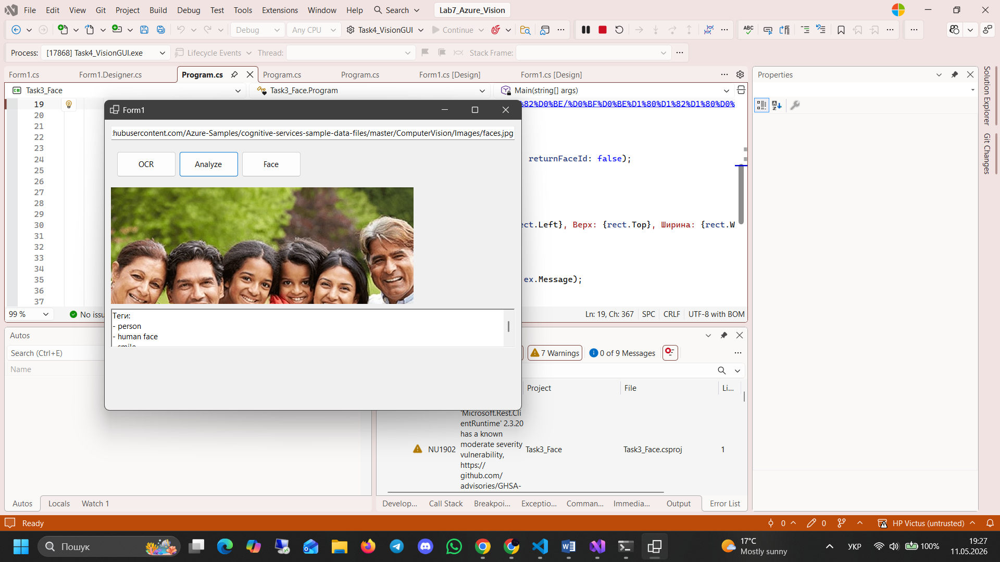 File Edit View Git Project Build Debug Test Tools Extensions Window Help Search Lab7_Azure_Vision
Debug Any CPU Task4_VisionGUI Continue
Process: [17868] Task4_VisionGUI.exe Lifecycle Events Thread: Stack Frame:
Form1.cs Form1.Designer.cs Program.cs Program.cs Program.cs Form1.cs [Design] Form1.cs [Design]
Properties
Solution Explorer
Git Changes
Task3_Face Task3_Face.Program Main(string[] args)
19
20
21
22
23
24
25
26
27
28
29
30
31
32
33
34
35
36
37
%82%D0%BE/%D0%BF%D0%BE%D1%80%D1%82%D1%80%D0%
returnFaceId: false);
ect.Left}, Верх: {rect.Top}, Ширина: {rect.W
ex.Message);
Form1
hubusercontent.com/Azure-Samples/cognitive-services-sample-data-files/master/ComputerVision/Images/faces.jpg
OCR Analyze Face
Теги:
- person
- human face
- smile
99 % No issu Ln: 19, Ch: 367 SPC CRLF UTF-8 with BOM
Autos
Search (Ctrl+E)
Name
7 Warnings 0 of 9 Messages
Project File Li...
'Microsoft.Rest.Cli
entRuntime' 2.3.20
has a known
moderate severity
vulnerability,
https://
github.com/
advisories/GHSA-
NU1902 Task3_Face Task3_Face.csproj 1
Autos Locals Watch 1
Develop... Call Stack Breakpoi... Exceptio... Comman... Immedia... Output Error List
Ready 0 0 HP Victus (untrusted)
Пошук
17°C
Mostly sunny
УКР 100%
19:27
11.05.2026